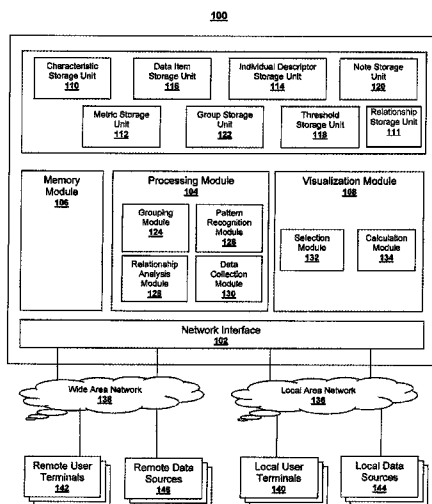 100
Characteristic Storage Unit 110
Data Item Storage Unit 116
Individual Descriptor Storage Unit 114
Note Storage Unit 120
Metric Storage Unit 112
Group Storage Unit 122
Threshold Storage Unit 118
Relationship Storage Unit 111
Memory Module 106
Processing Module 104
Visualization Module 108
Grouping Module 124
Pattern Recognition Module 126
Selection Module 132
Calculation Module 134
Relationship Analysis Module 128
Data Collection Module 130
Network Interface 102
Wide Area Network 138
Local Area Network 136
Remote User Terminals 142
Remote Data Sources 146
Local User Terminals 140
Local Data Sources 144